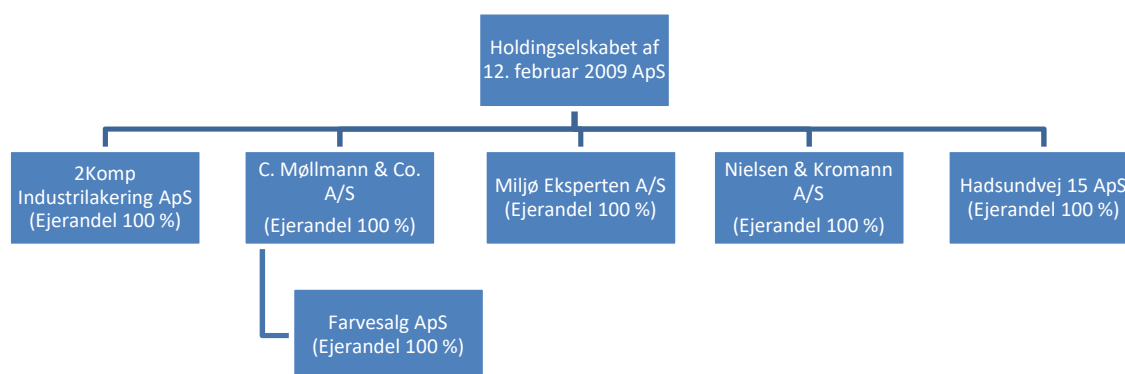 Holdingselskabet af
12. februar 2009 ApS
2Komp
Industrilakering ApS
(Ejerandel 100 %)
C. Møllmann & Co.
A/S
(Ejerandel 100 %)
Miljø Eksperten A/S
(Ejerandel 100 %)
Nielsen & Kromann
A/S
(Ejerandel 100 %)
Hadsundvej 15 ApS
(Ejerandel 100 %)
Farvesalg ApS
(Ejerandel 100 %)